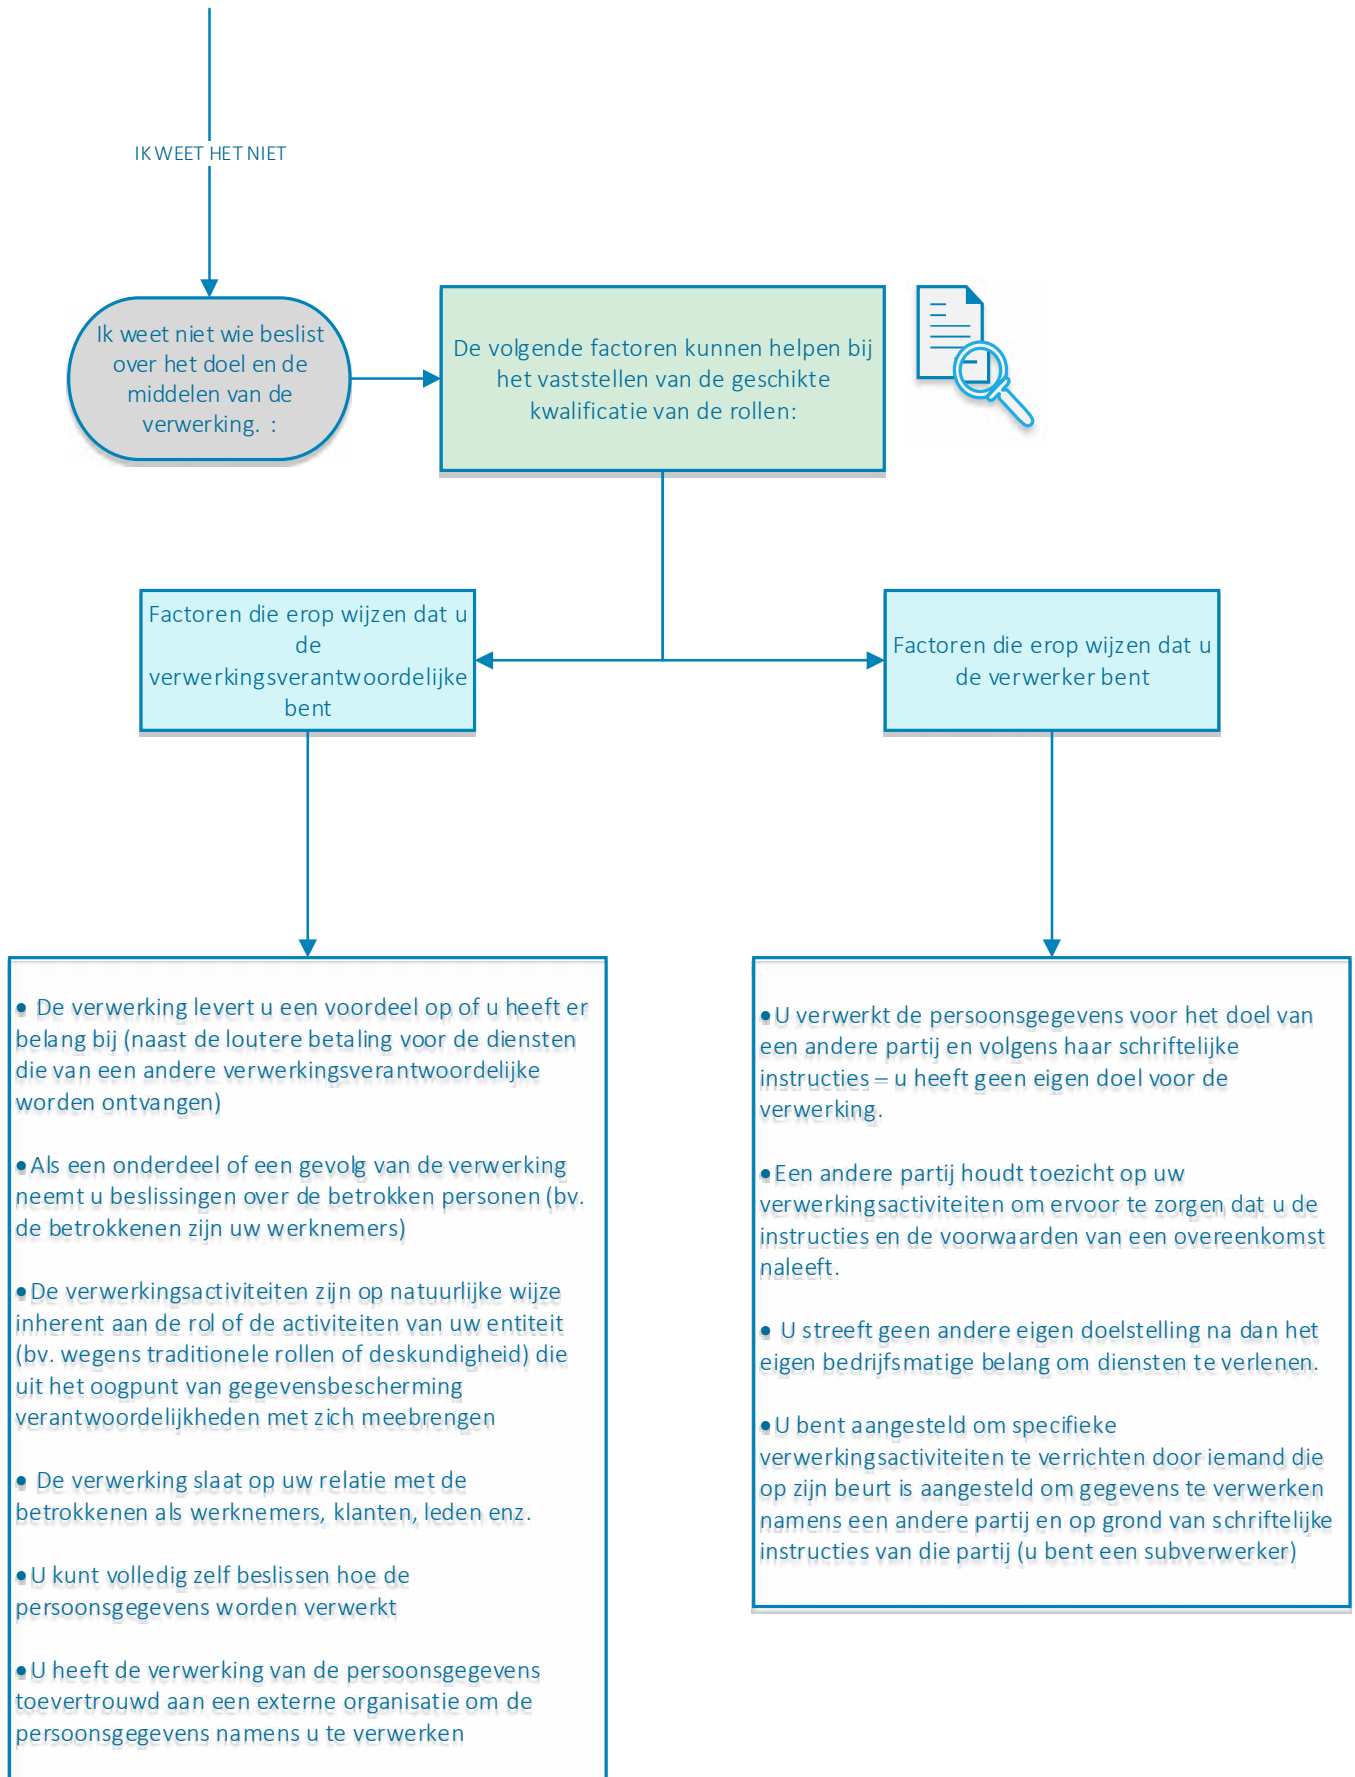 IK WEET HET NIET
Ik weet niet wie beslist
over het doel en de
middelen van de
verwerking. :
De volgende factoren kunnen helpen bij
het vaststellen van de geschikte
kwalificatie van de rollen:
Factoren die erop wijzen dat u
de
verwerkingsverantwoordelijke
bent
Factoren die erop wijzen dat u
de verwerker bent
• De verwerking levert u een voordeel op of u heeft er
belang bij (naast de loutere betaling voor de diensten
die van een andere verwerkingsverantwoordelijke
worden ontvangen)
• Als een onderdeel of een gevolg van de verwerking
neemt u beslissingen over de betrokken personen (bv.
de betrokkenen zijn uw werknemers)
• De verwerkingsactiviteiten zijn op natuurlijke wijze
inherent aan de rol of de activiteiten van uw entiteit
(bv. wegens traditionele rollen of deskundigheid) die
uit het oogpunt van gegevensbescherming
verantwoordelijkheden met zich meebrengen
• De verwerking slaat op uw relatie met de
betrokkenen als werknemers, klanten, leden enz.
• U kunt volledig zelf beslissen hoe de
persoonsgegevens worden verwerkt
• U heeft de verwerking van de persoonsgegevens
toevertrouwd aan een externe organisatie om de
persoonsgegevens namens u te verwerken
• U verwerkt de persoonsgegevens voor het doel van
een andere partij en volgens haar schriftelijke
instructies – u heeft geen eigen doel voor de
verwerking.
• Een andere partij houdt toezicht op uw
verwerkingsactiviteiten om ervoor te zorgen dat u de
instructies en de voorwaarden van een overeenkomst
naleeft.
• U streeft geen andere eigen doelstelling na dan het
eigen bedrijfsmatige belang om diensten te verlenen.
• U bent aangesteld om specifieke
verwerkingsactiviteiten te verrichten door iemand die
op zijn beurt is aangesteld om gegevens te verwerken
namens een andere partij en op grond van schriftelijke
instructies van die partij (u bent een subverwerker)